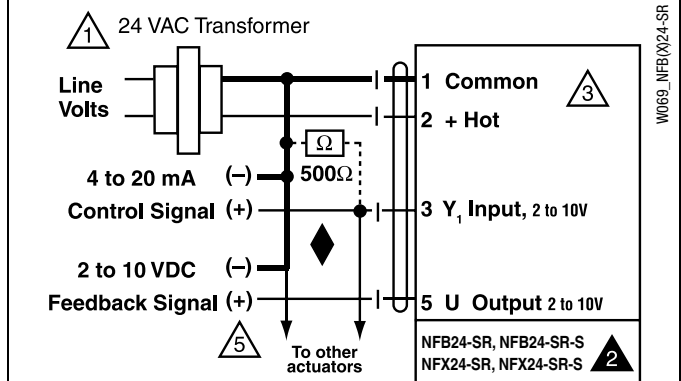 1 24 VAC Transformer
Line
Volts
1 Common
3
2 + Hot
Ω
500Ω
4 to 20 mA (–)
Control Signal (+)
3 Y1 Input, 2 to 10V
2 to 10 VDC (–)
Feedback Signal (+)
5 U Output 2 to 10V
5
To other
actuators
NFB24-SR, NFB24-SR-S
NFX24-SR, NFX24-SR-S
2
W069_NFB(X)24-SR